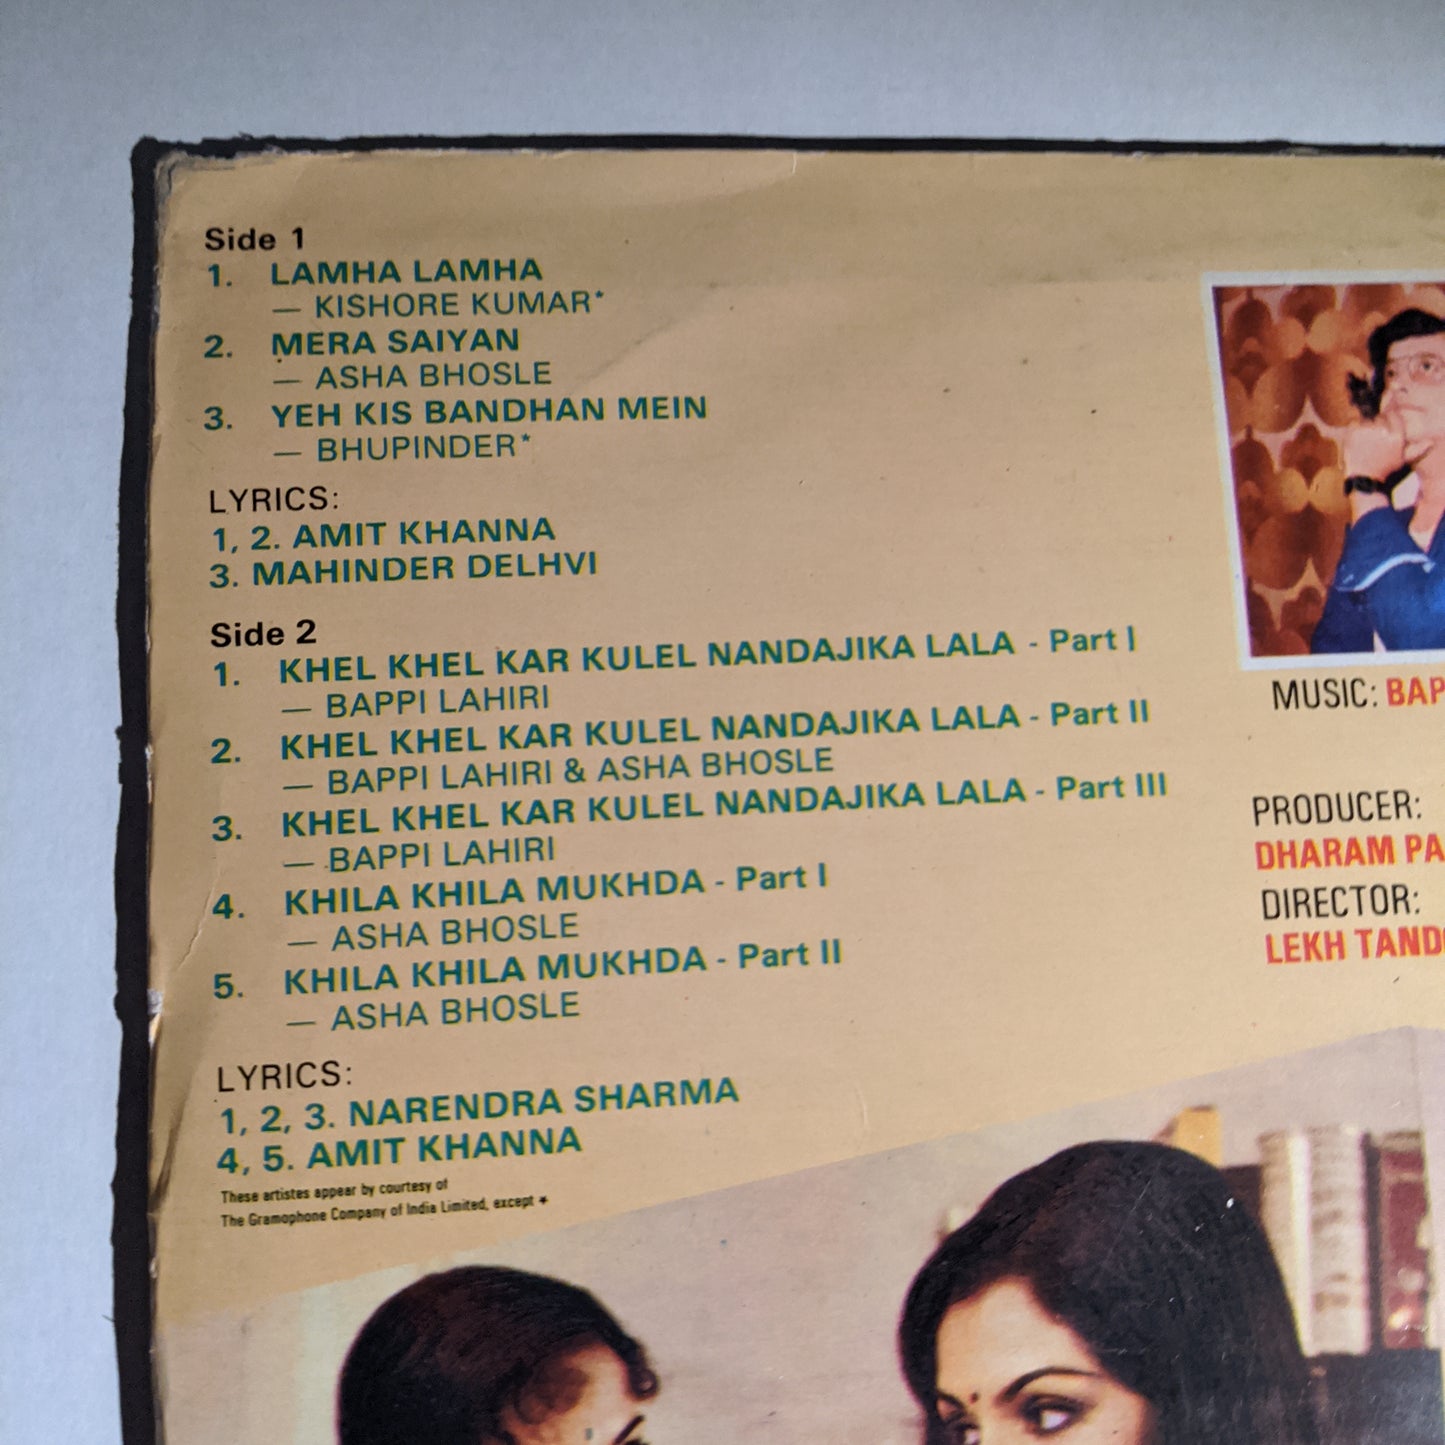 Side 1
1. LAMHA LAMHA
— KISHORE KUMAR*
2. MERA SAIYAN
— ASHA BHOSLE
3. YEH KIS BANDHAN MEIN
— BHUPINDER*
LYRICS:
1, 2. AMIT KHANNA
3. MAHINDER DELHVI
Side 2
1. KHEL KHEL KAR KULEL NANDAJIKA LALA - Part I
— BAPPI LAHIRI
2. KHEL KHEL KAR KULEL NANDAJIKA LALA - Part II
— BAPPI LAHIRI & ASHA BHOSLE
3. KHEL KHEL KAR KULEL NANDAJIKA LALA - Part III
— BAPPI LAHIRI
4. KHILA KHILA MUKHDA - Part I
— ASHA BHOSLE
5. KHILA KHILA MUKHDA - Part II
— ASHA BHOSLE
LYRICS:
1, 2, 3. NARENDRA SHARMA
4, 5. AMIT KHANNA
These artistes appear by courtesy of
The Gramophone Company of India Limited, except *
MUSIC: BAP
PRODUCER:
DHARAM PA
DIRECTOR:
LEKH TAND